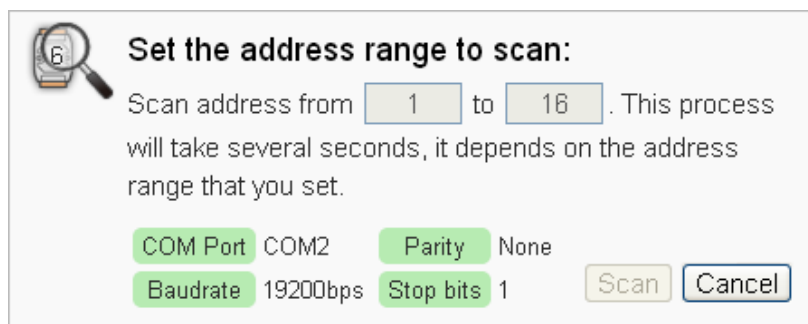 6
Set the address range to scan:
Scan address from 1 to 16 . This process
will take several seconds, it depends on the address
range that you set.
COM Port COM2 Parity None
Baudrate 19200bps Stop bits 1 Scan Cancel